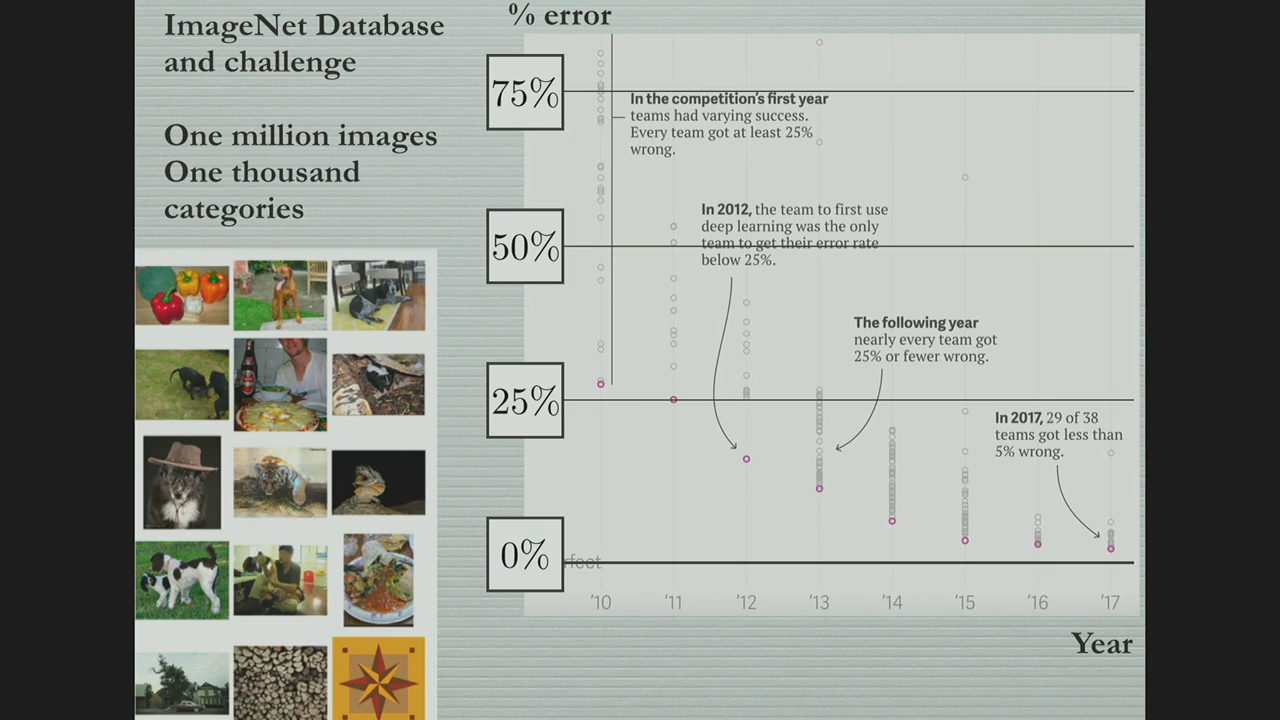 ImageNet Database
and challenge
One million images
One thousand
categories
% error
75%
50%
25%
0%
In the competition's first year
teams had varying success.
Every team got at least 25%
wrong.
In 2012, the team to first use
deep learning was the only
team to get their error rate
below 25%.
The following year
nearly every team got
25% or fewer wrong.
In 2017, 29 of 38
teams got less than
5% wrong.
'10 '11 '12 '13 '14 '15 '16 '17
Year